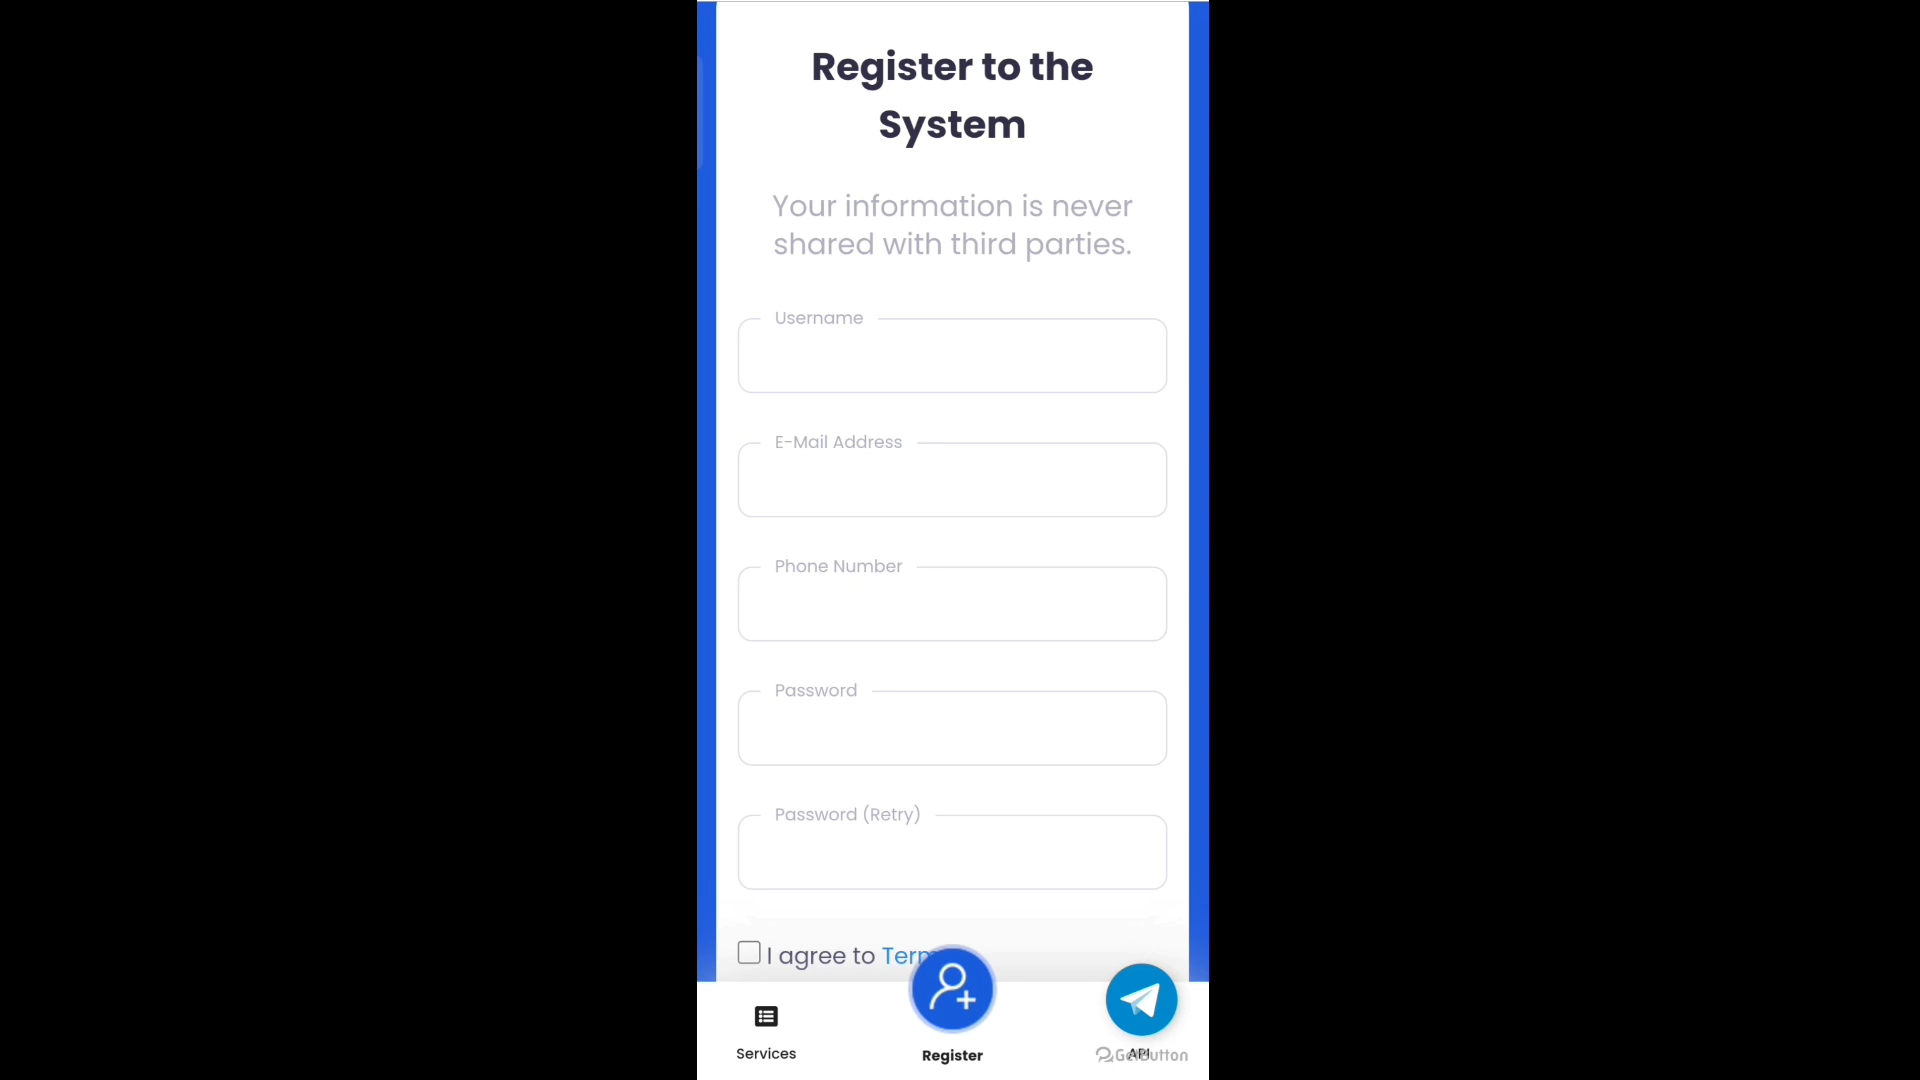 Register to the
System
Your information is never
shared with third parties.
Username
E-Mail Address
Phone Number
Password
Password (Retry)
I agree to
Services
Register
GetButton